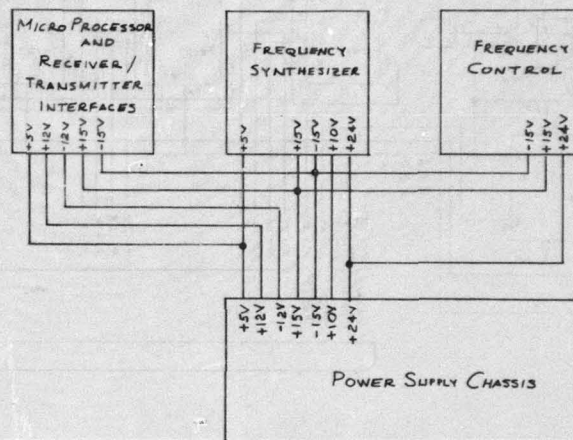 MICRO PROCESSOR
AND
RECEIVER/
TRANSMITTER
INTERFACES
+5V
+12V
-12V
+15V
-15V
FREQUENCY
SYNTHESIZER
+5V
+15V
-15V
+10V
+24V
FREQUENCY
CONTROL
-15V
+15V
+24V
+5V
+12V
-12V
+15V
-15V
+10V
+24V
POWER SUPPLY CHASSIS